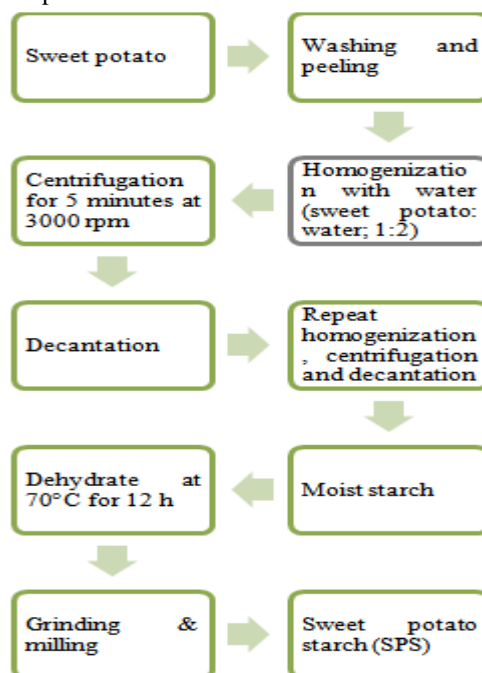 Sweet potato
Washing and
peeling
Homogenizatio
n with water
(sweet potato:
water; 1:2)
Centrifugation
for 5 minutes at
3000 rpm
Decantation
Repeat
homogenization
, centrifugation
and decantation
Moist starch
Dehydrate at
70°C for 12 h
Grinding &
milling
Sweet potato
starch (SPS)